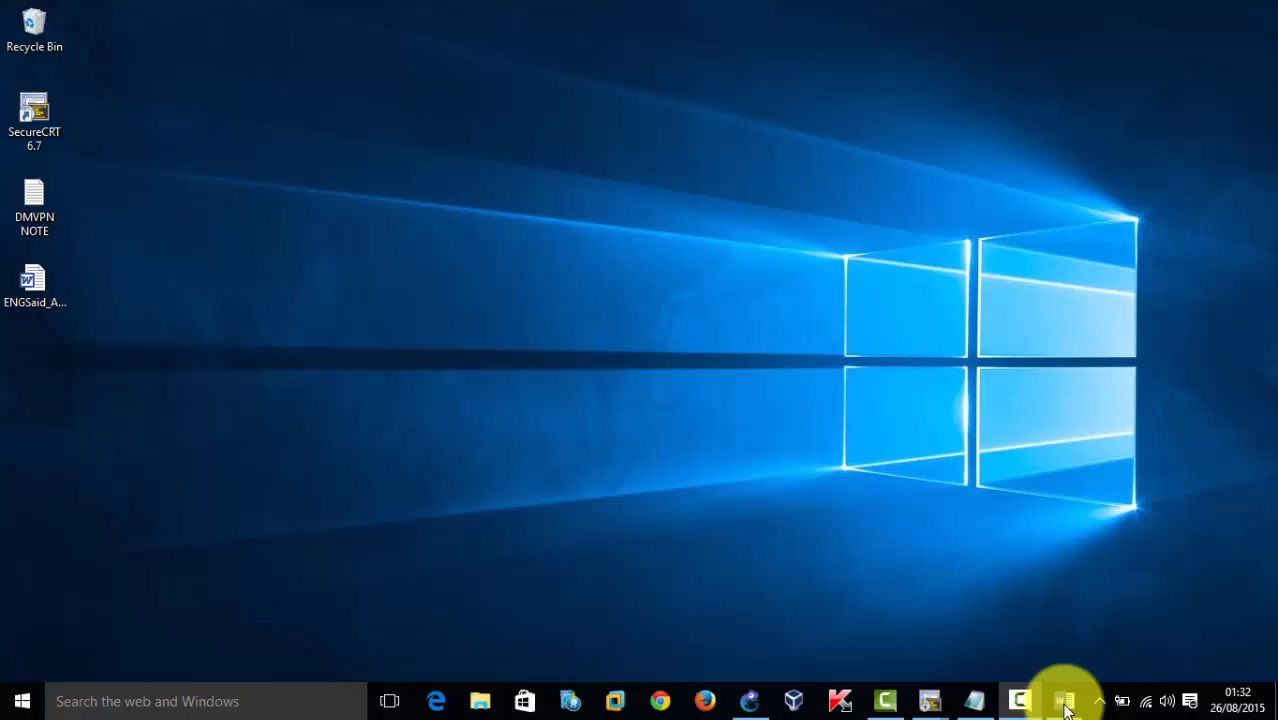 Recycle Bin
SecureCRT
6.7
DMVPN
NOTE
ENGSaid_A...
Search the web and Windows
01:32
26/08/2015